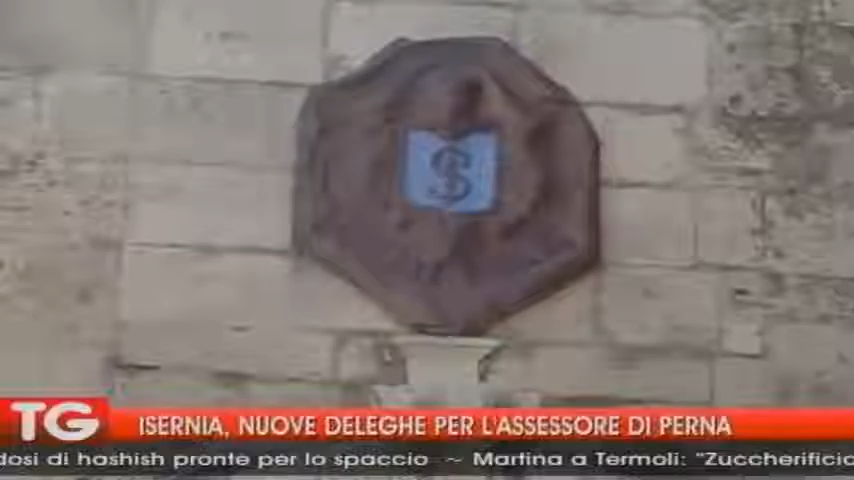 TG
ISERNIA, NUOVE DELEGHE PER L'ASSESSORE DI PERNA
dosi di hashish pronte per lo spaccio ~ Martina a Termoli: "Zuccherificio